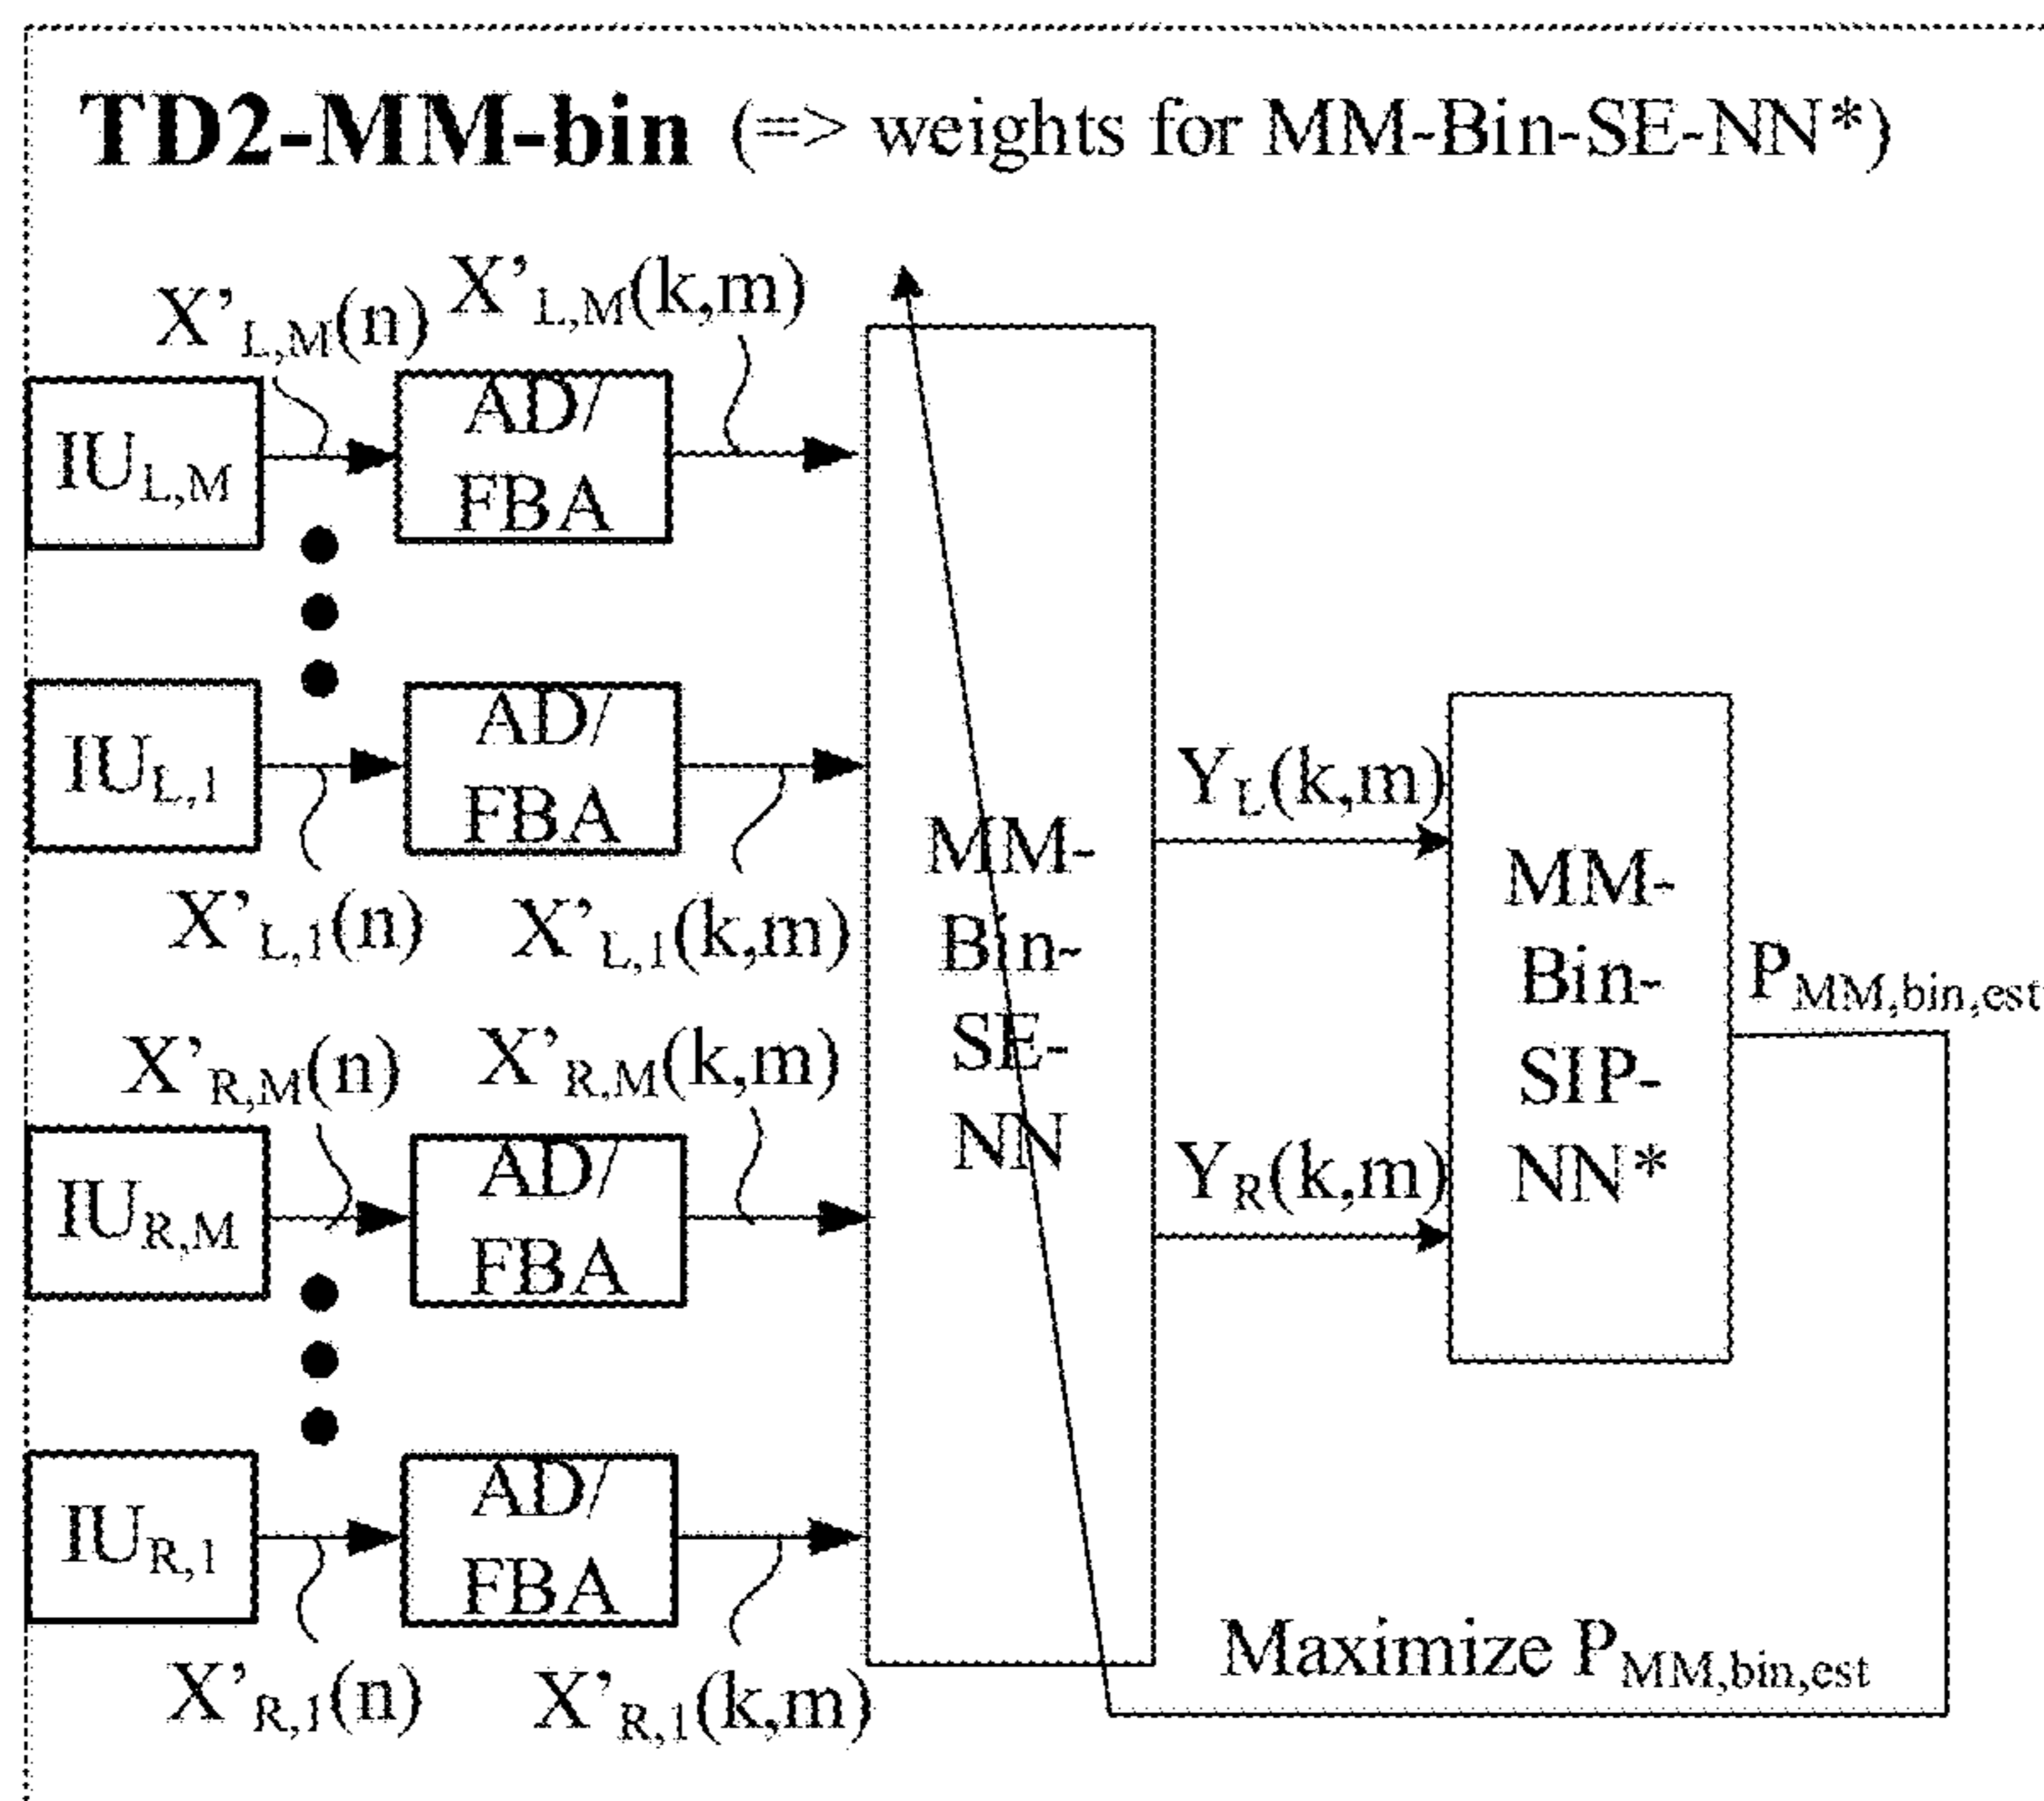 TD2-MM-bin (=> weights for MM-Bin-SE-NN*)
X'L,M(n)
X'L,M(k,m)
IUL,M
AD/
FBA
IUL,1
AD/
FBA
X'L,1(n)
X'L,1(k,m)
X'R,M(n)
X'R,M(k,m)
IUR,M
AD/
FBA
IUR,1
AD/
FBA
X'R,1(n)
X'R,1(k,m)
MM-
Bin-
SE-
NN
YL(k,m)
YR(k,m)
MM-
Bin-
SIP-
NN*
PMM,bin,est
Maximize PMM,bin,est